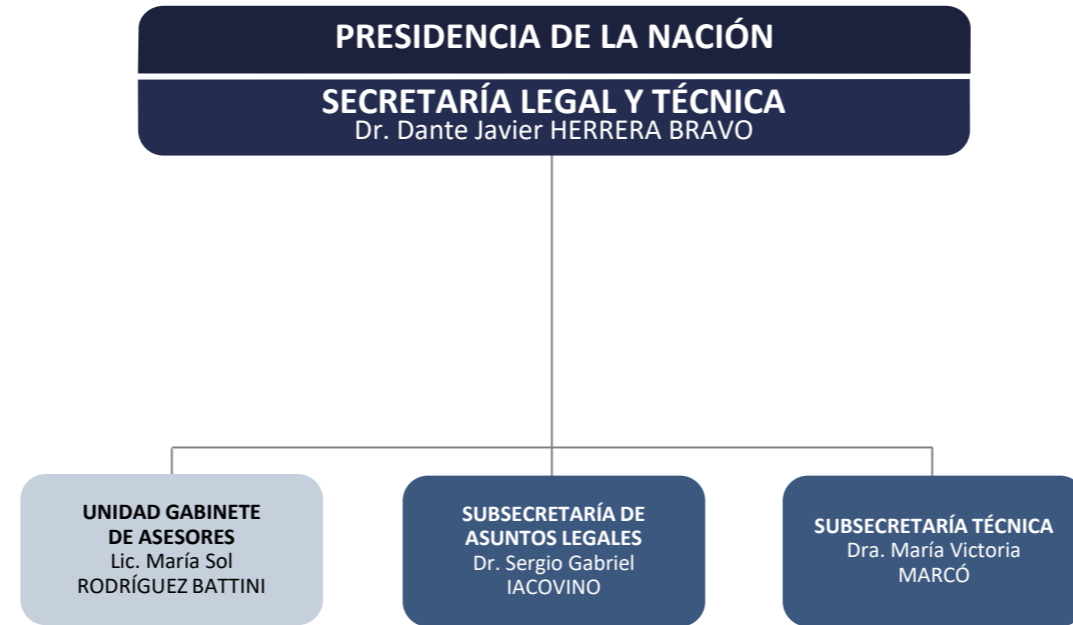 PRESIDENCIA DE LA NACIÓN
SECRETARÍA LEGAL Y TÉCNICA
Dr. Dante Javier HERRERA BRAVO
UNIDAD GABINETE
DE ASESORES
Lic. María Sol
RODRÍGUEZ BATTINI
SUBSECRETARÍA DE
ASUNTOS LEGALES
Dr. Sergio Gabriel
IACOVINO
SUBSECRETARÍA TÉCNICA
Dra. María Victoria
MARCÓ